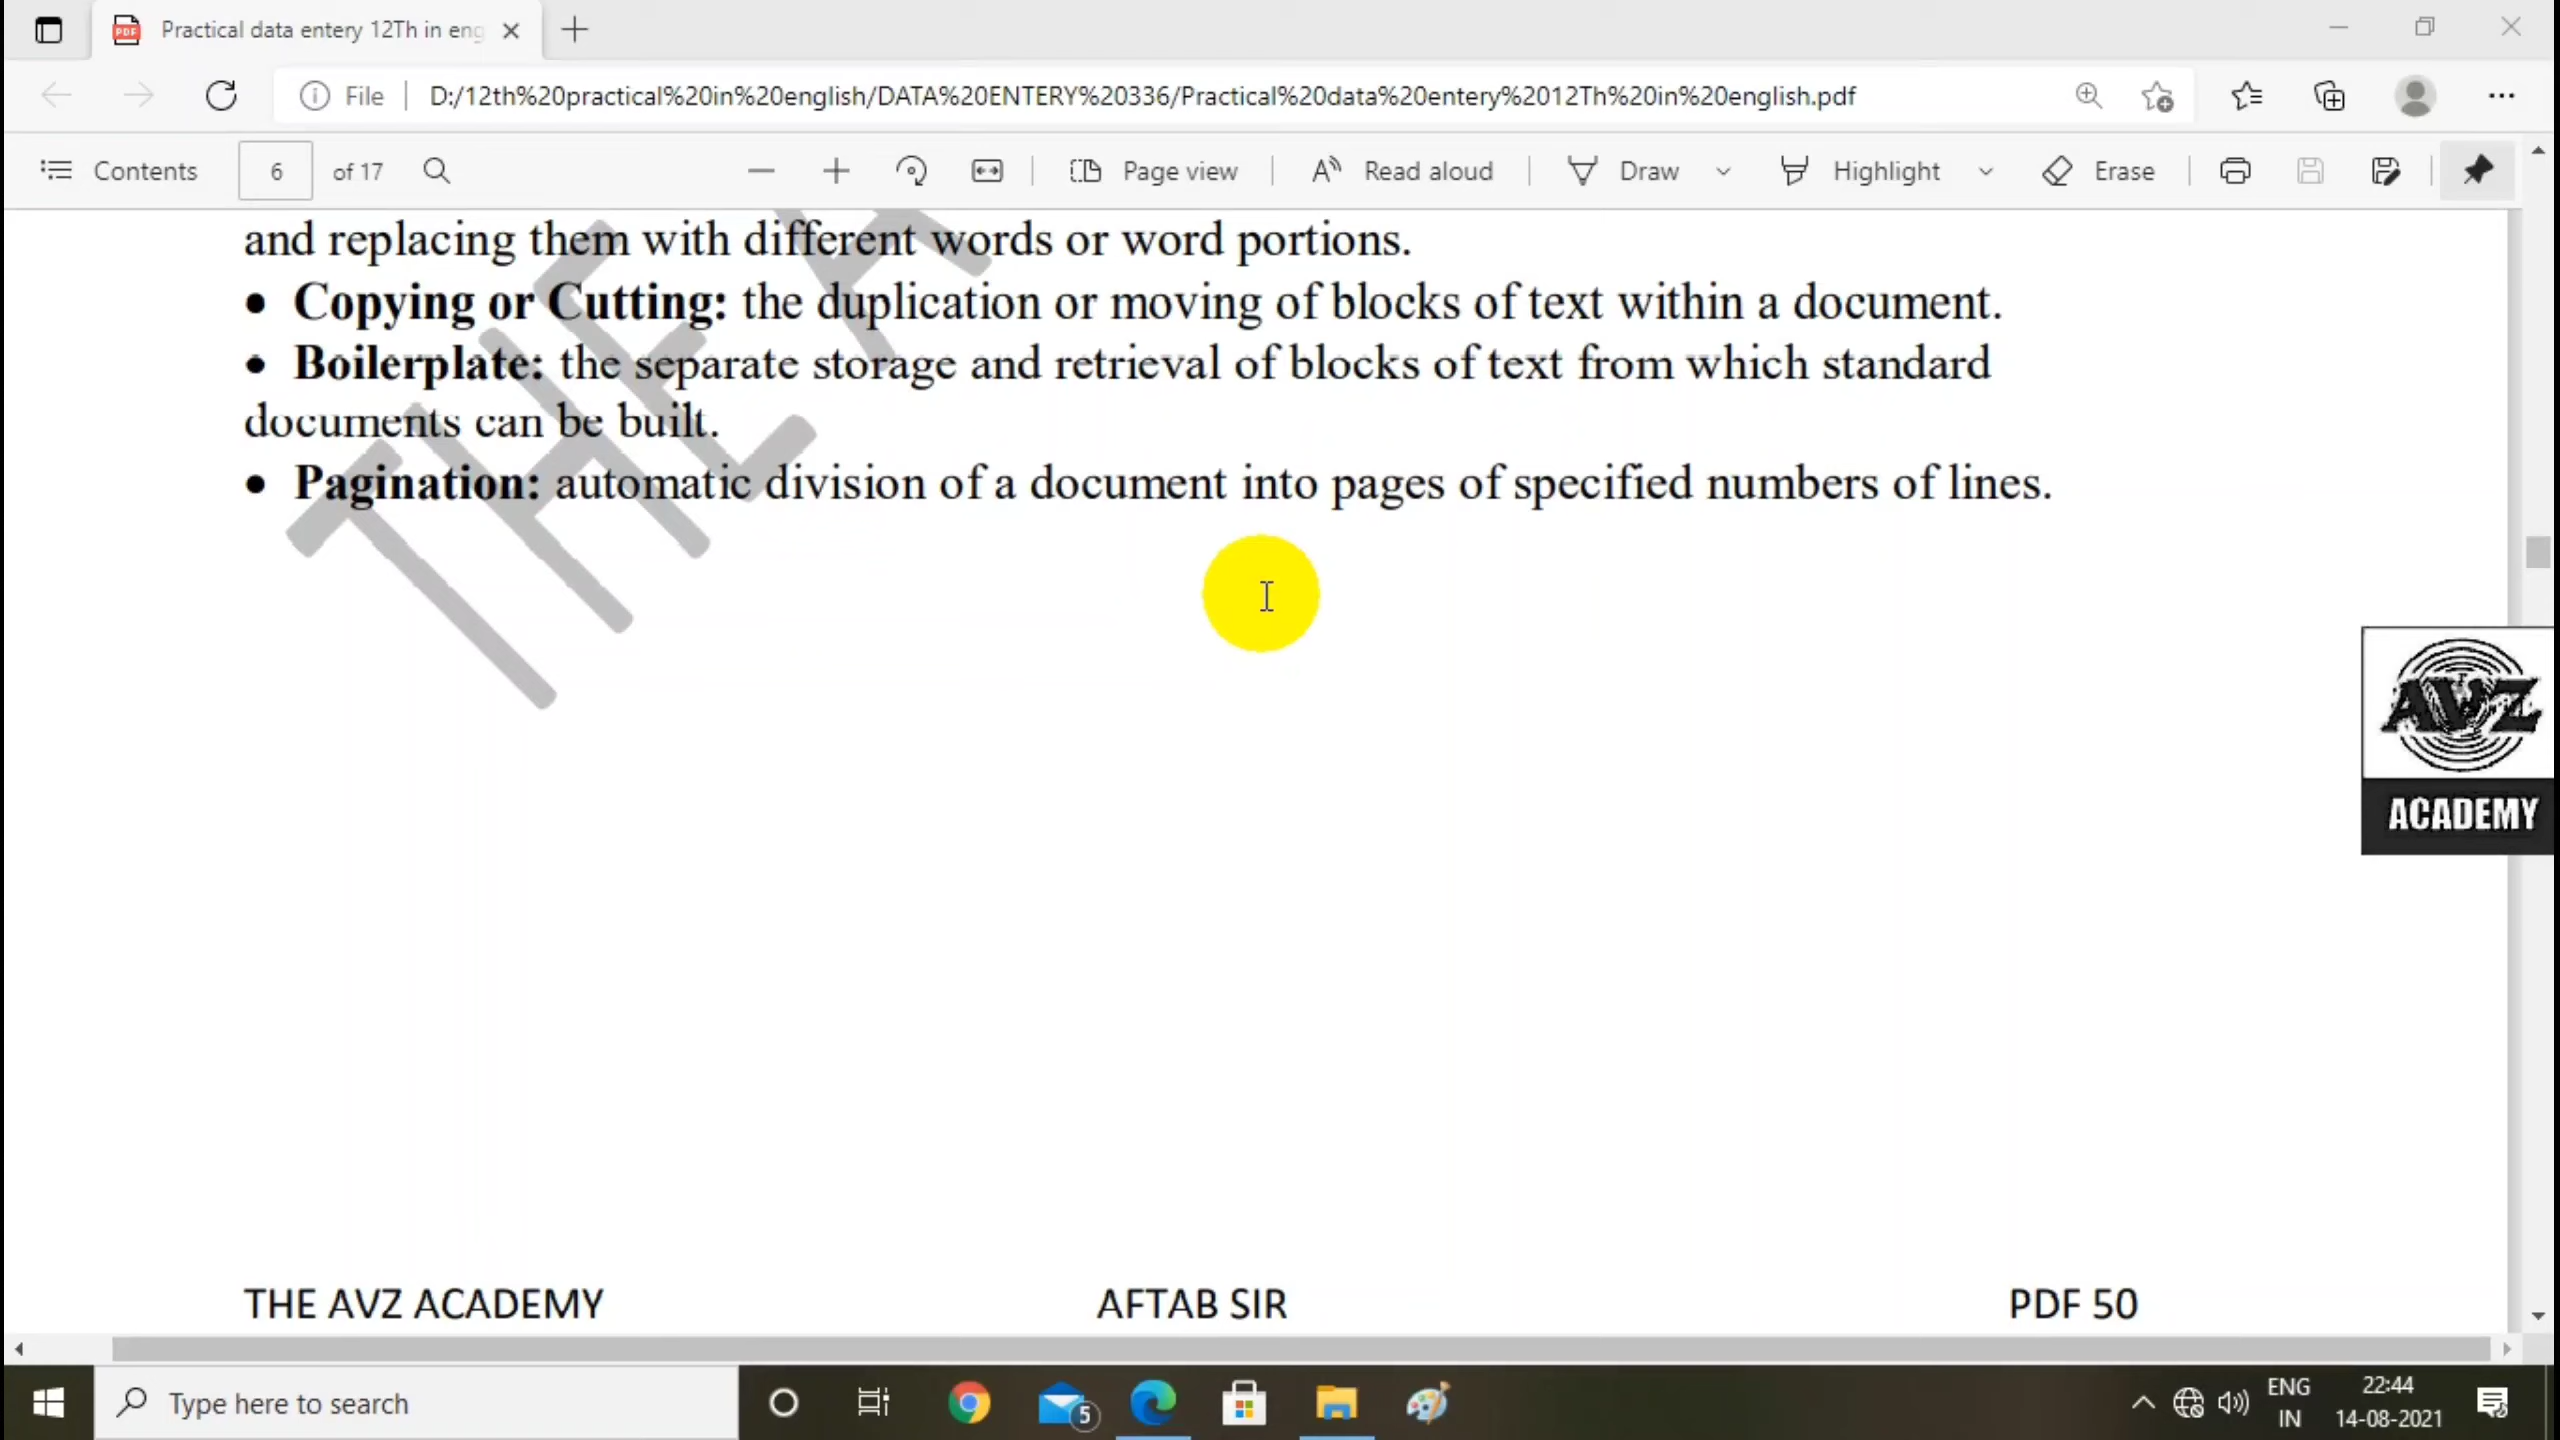 Practical data entery 12Th in eng
File
D:/12th%20practical%20in%20english/DATA%20ENTERY%20336/Practical%20data%20entery%2012Th%20in%20english.pdf
Contents 6 of 17 Page view Read aloud Draw Highlight Erase
and replacing them with different words or word portions.
• Copying or Cutting: the duplication or moving of blocks of text within a document.
• Boilerplate: the separate storage and retrieval of blocks of text from which standard
documents can be built.
• Pagination: automatic division of a document into pages of specified numbers of lines.
THE A
AVZ
ACADEMY
THE AVZ ACADEMY AFTAB SIR PDF 50
Type here to search
5
ENG
IN
22:44
14-08-2021